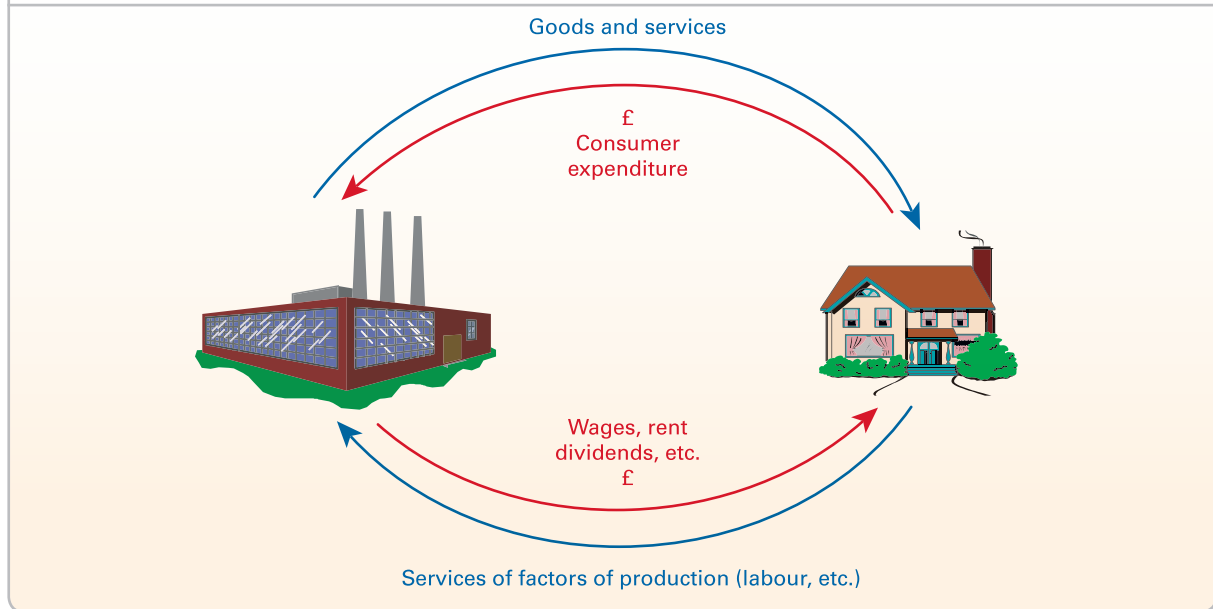 Goods and services
£
Consumer
expenditure
Wages, rent
dividends, etc.
£
Services of factors of production (labour, etc.)